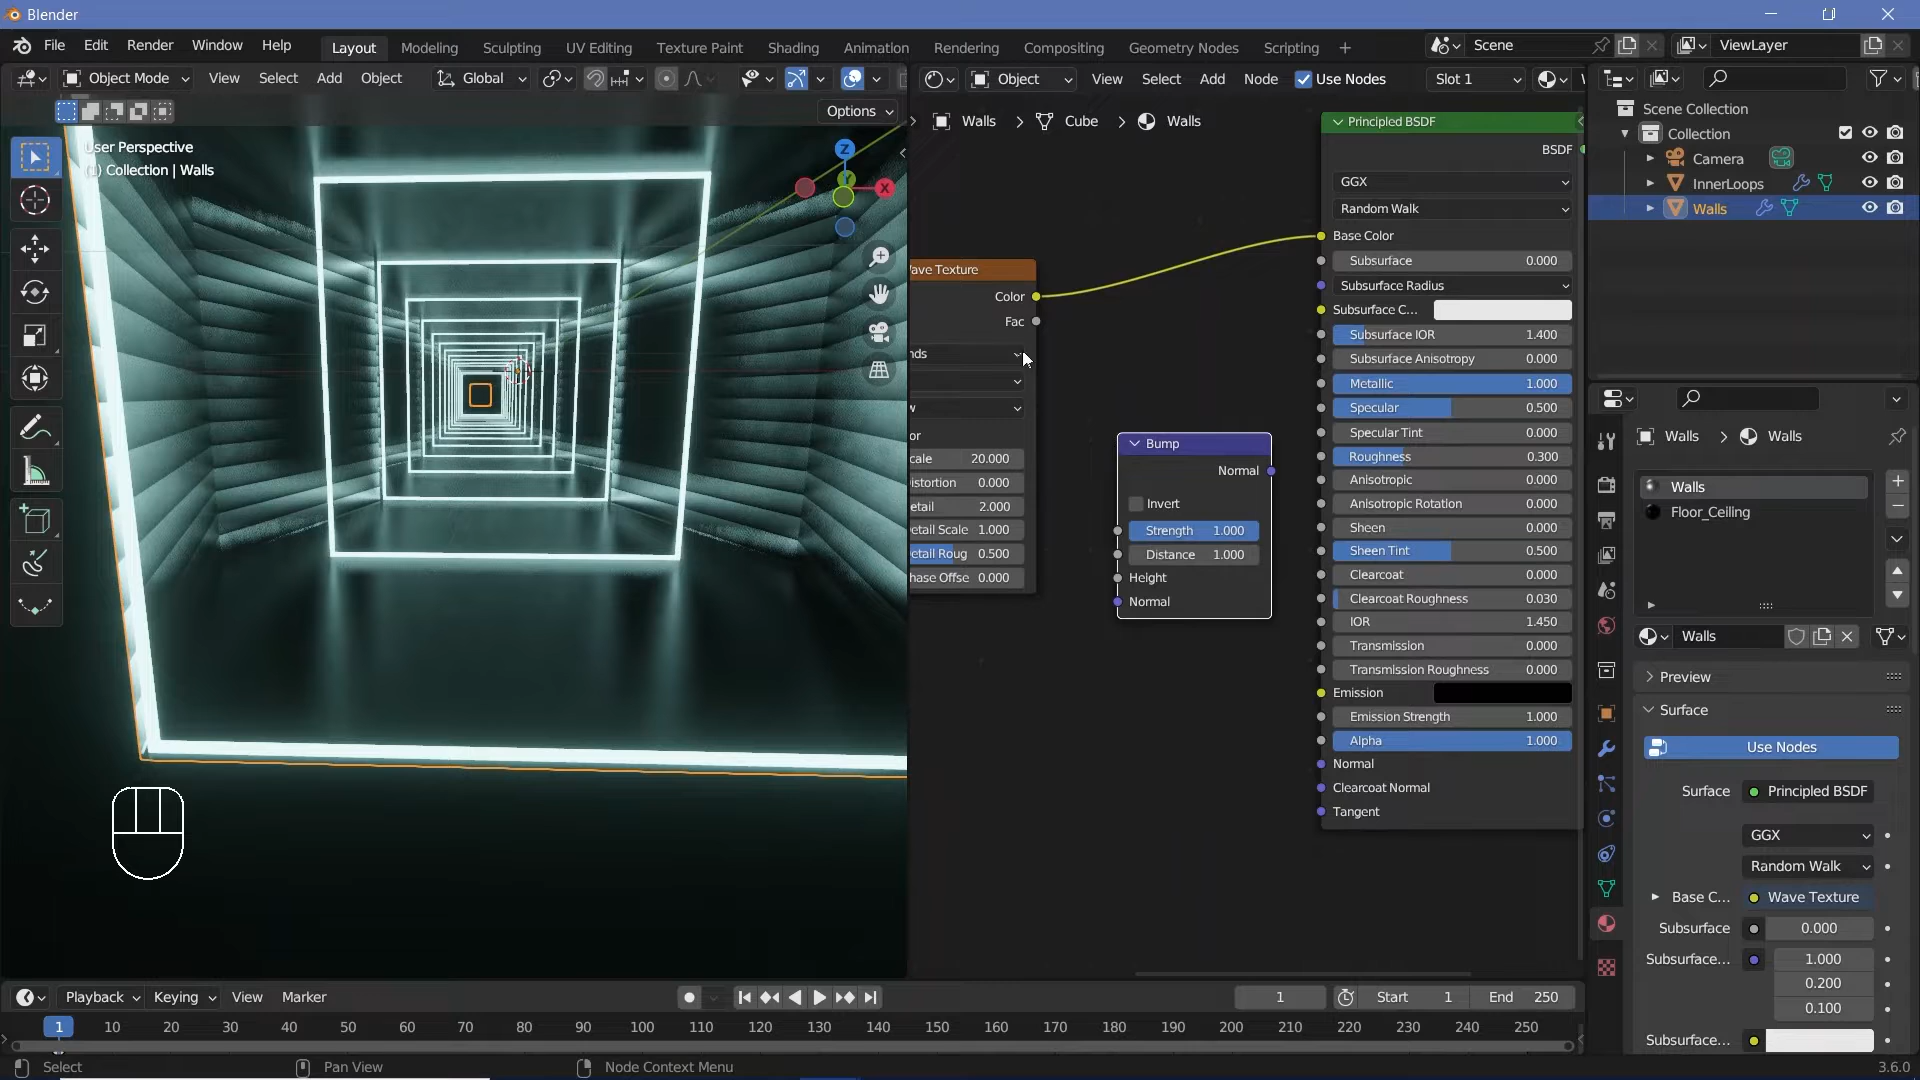 Blender
File Edit Render Window Help Layout Modeling Sculpting UV Editing Texture Paint Shading Animation Rendering Compositing Geometry Nodes Scripting + Scene ViewLayer
Object Mode View Select Add Object Global Object View Select Add Node Use Nodes Slot 1
Options
User Perspective
(1) Collection | Walls
Z
Y
X
Walls > Cube > Walls
Wave Texture
Color
Fac
nds
w
or
cale 20.000
istortion 0.000
etail 2.000
etail Scale 1.000
etail Roug 0.500
hase Offse 0.000
Bump
Normal
Invert
Strength 1.000
Distance 1.000
Height
Normal
Principled BSDF
BSDF
GGX
Random Walk
Base Color
Subsurface 0.000
Subsurface Radius
Subsurface C...
Subsurface IOR 1.400
Subsurface Anisotropy 0.000
Metallic 1.000
Specular 0.500
Specular Tint 0.000
Roughness 0.300
Anisotropic 0.000
Anisotropic Rotation 0.000
Sheen 0.000
Sheen Tint 0.500
Clearcoat 0.000
Clearcoat Roughness 0.030
IOR 1.450
Transmission 0.000
Transmission Roughness 0.000
Emission
Emission Strength 1.000
Alpha 1.000
Normal
Clearcoat Normal
Tangent
Scene Collection
Collection
Camera
InnerLoops
Walls
Walls > Walls
Walls
Floor_Ceiling
Walls
Preview
Surface
Use Nodes
Surface Principled BSDF
GGX
Random Walk
Base C... Wave Texture
Subsurface 0.000
Subsurface... 1.000
0.200
0.100
Subsurface...
Playback Keying View Marker 1 Start 1 End 250
1 10 20 30 40 50 60 70 80 90 100 110 120 130 140 150 160 170 180 190 200 210 220 230 240 250
Select Pan View Node Context Menu 3.6.0